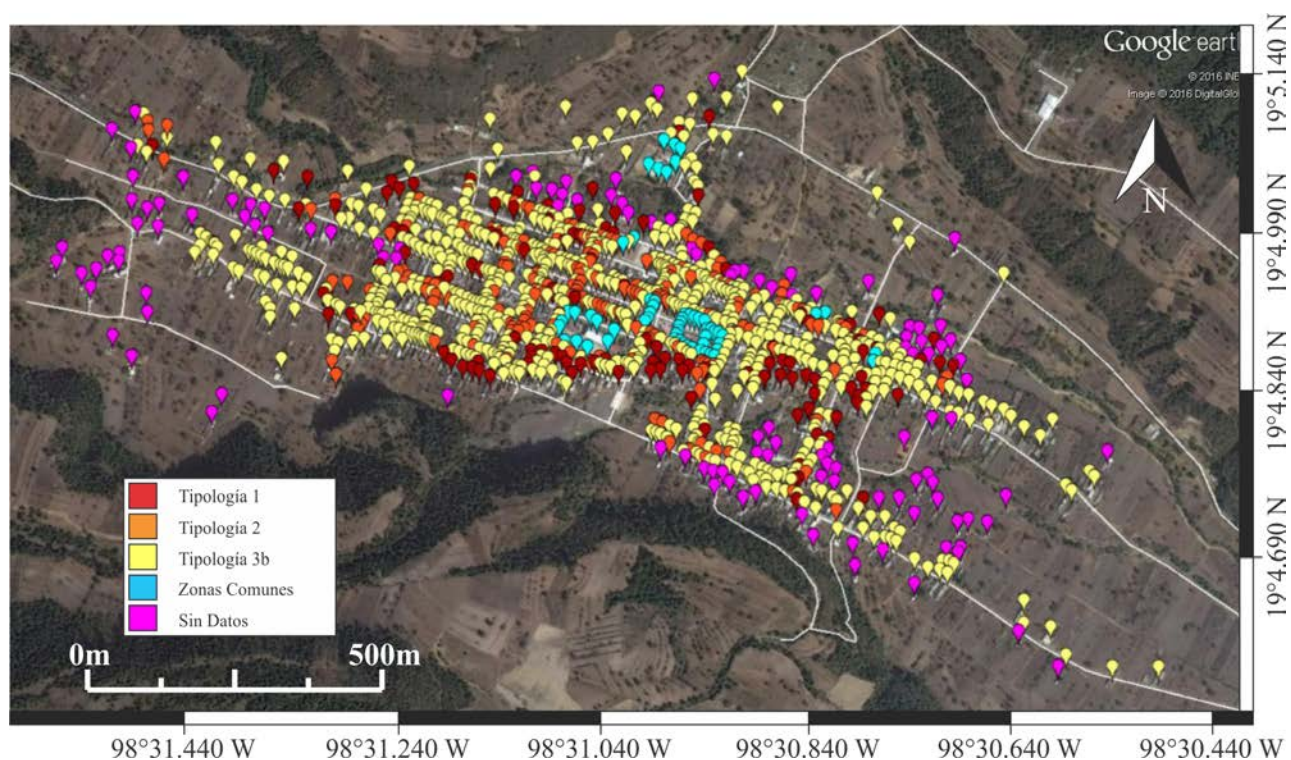 Google earth
© 2016 INE
Image © 2016 DigitalGlo
N
19°5.140 N
19°4.990 N
19°4.840 N
19°4.690 N
Tipología 1
Tipología 2
Tipología 3b
Zonas Comunes
Sin Datos
0m 500m
98°31.440 W 98°31.240 W 98°31.040 W 98°30.840 W 98°30.640 W 98°30.440 W